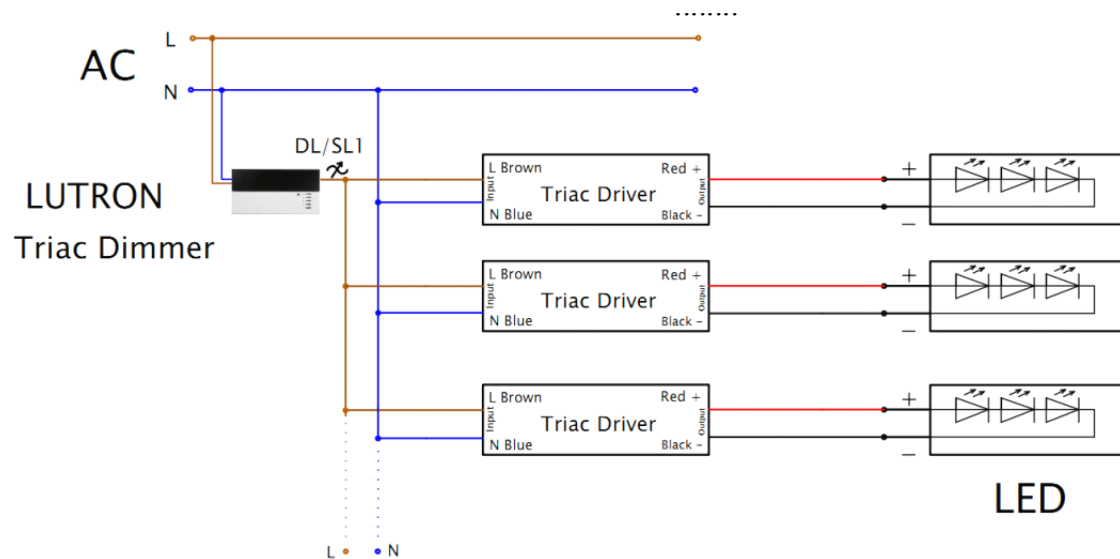 ........
L
AC
N
DL/SL1
LUTRON
Triac Dimmer
L Brown
Input
N Blue
Triac Driver
Red +
Output
Black -
+
−
L Brown
Input
N Blue
Triac Driver
Red +
Output
Black -
+
−
L Brown
Input
N Blue
Triac Driver
Red +
Output
Black -
+
−
LED
L
N